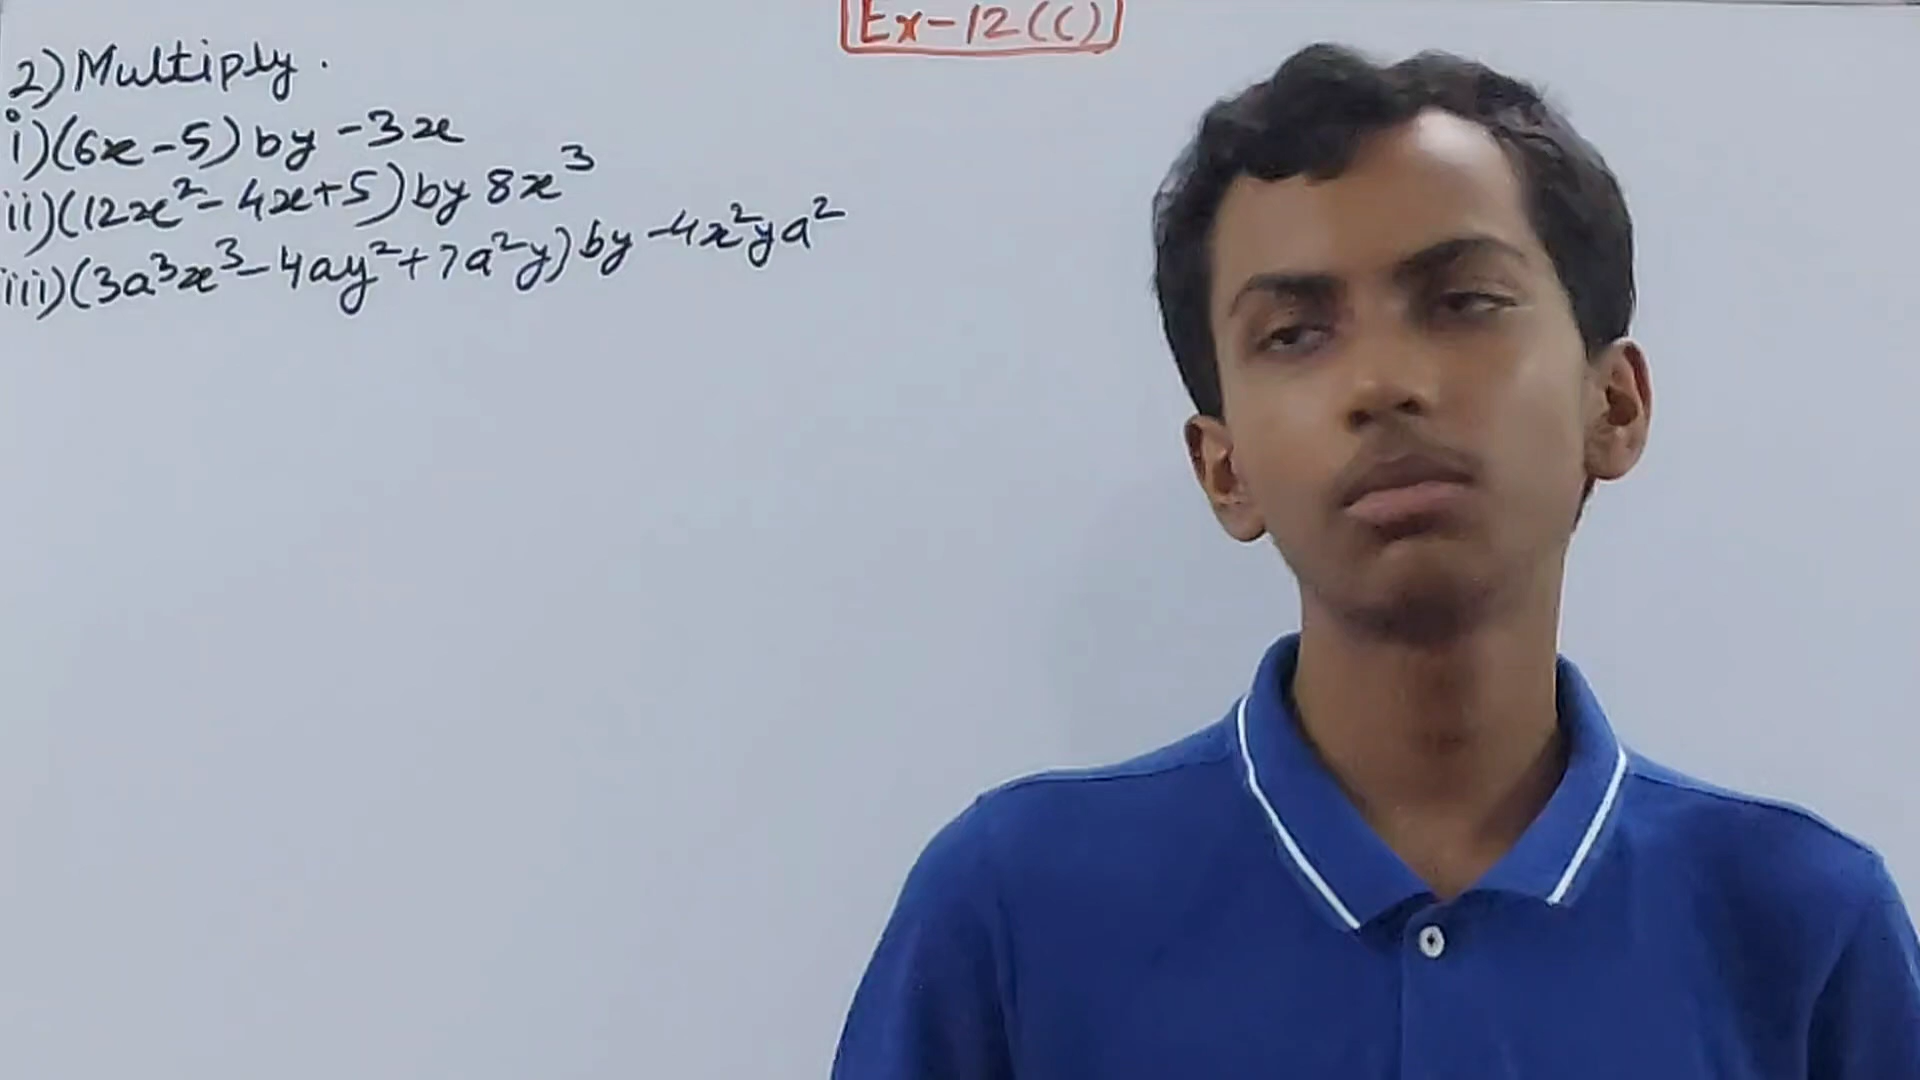 Ex-12(C)
2) Multiply.
i) (6x-5) by -3x
ii) (12x²-4x+5) by 8x³
iii) (3a³x³-4ay²+7a²y) by -4x²ya²